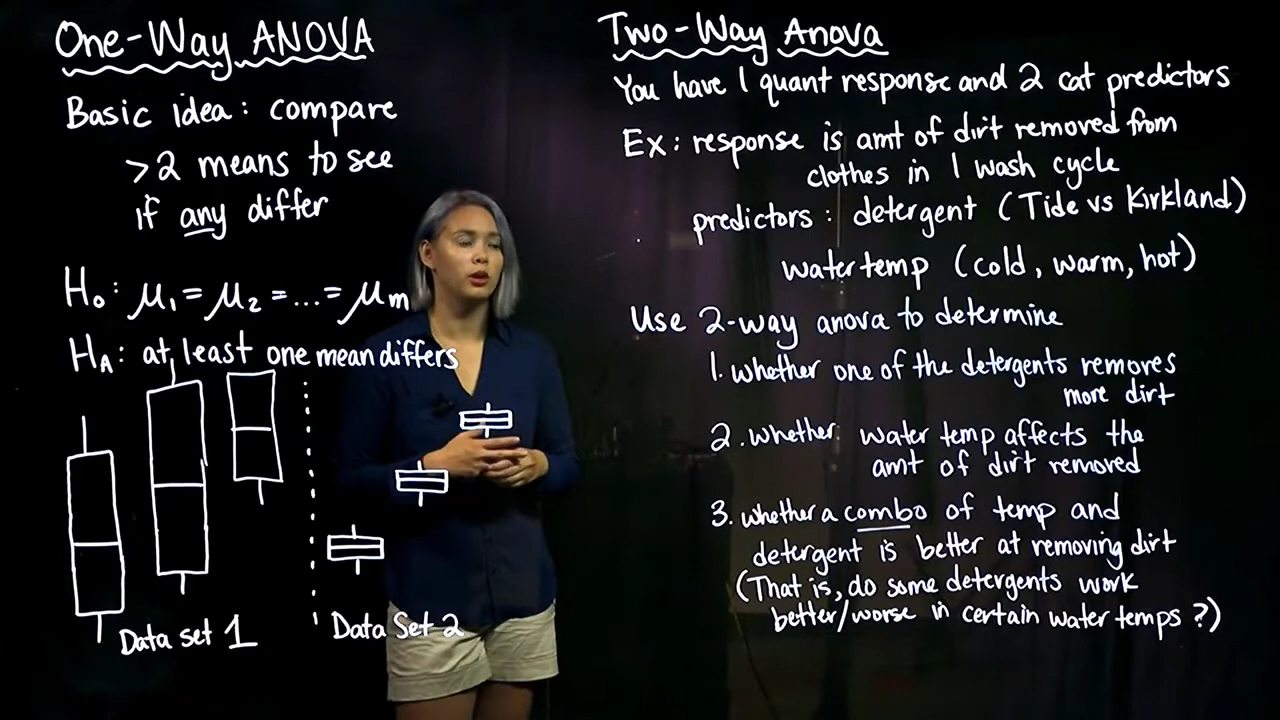 One-Way ANOVA
Basic idea: compare
>2 means to see
if any differ
H₀: μ₁ = μ₂ = ... = μm
Hᴀ: at least one mean differs
Data set 1
Data Set 2
Two-Way Anova
You have 1 quant response and 2 cat predictors
Ex: response is amt of dirt removed from
clothes in 1 wash cycle
predictors: detergent (Tide vs Kirkland)
water temp (cold, warm, hot)
Use 2-way anova to determine
1. whether one of the detergents removes
more dirt
2. whether water temp affects the
amt of dirt removed
3. whether a combo of temp and
detergent is better at removing dirt
(That is, do some detergents work
better/worse in certain water temps?)